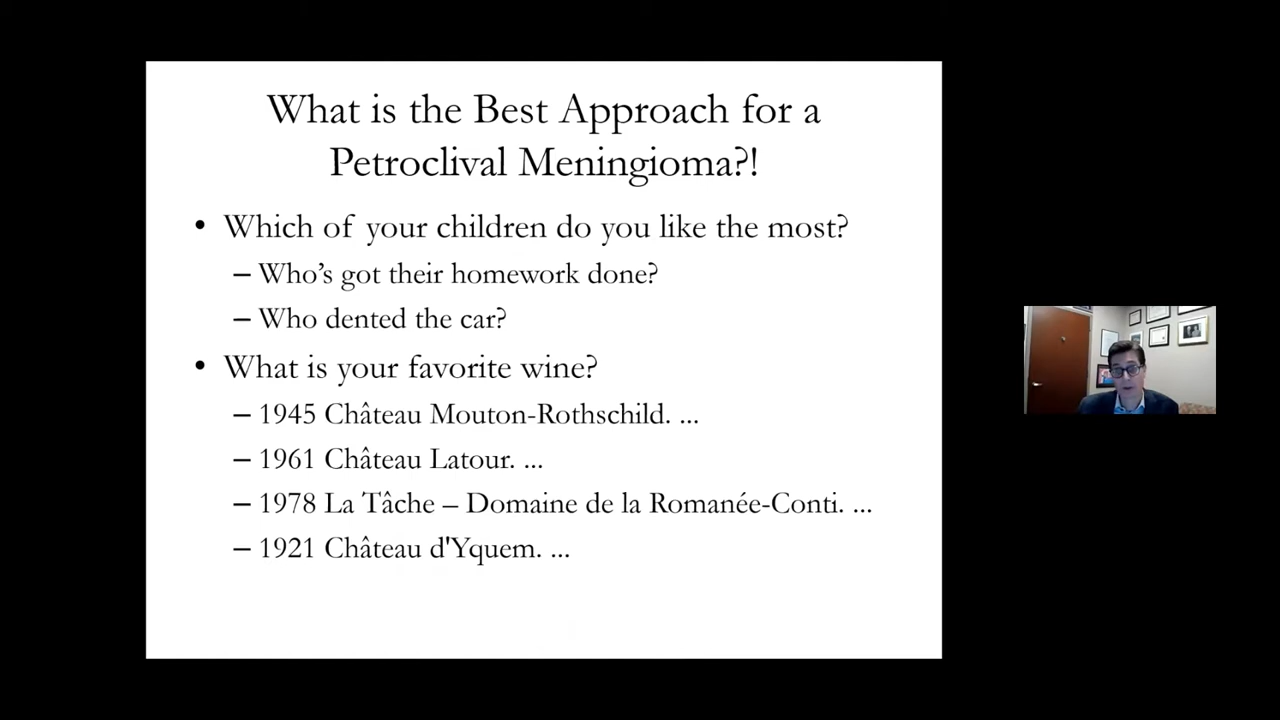 What is the Best Approach for a
Petroclival Meningioma?!
• Which of your children do you like the most?
– Who’s got their homework done?
– Who dented the car?
• What is your favorite wine?
– 1945 Château Mouton-Rothschild. ...
– 1961 Château Latour. ...
– 1978 La Tâche – Domaine de la Romanée-Conti. ...
– 1921 Château d'Yquem. ...